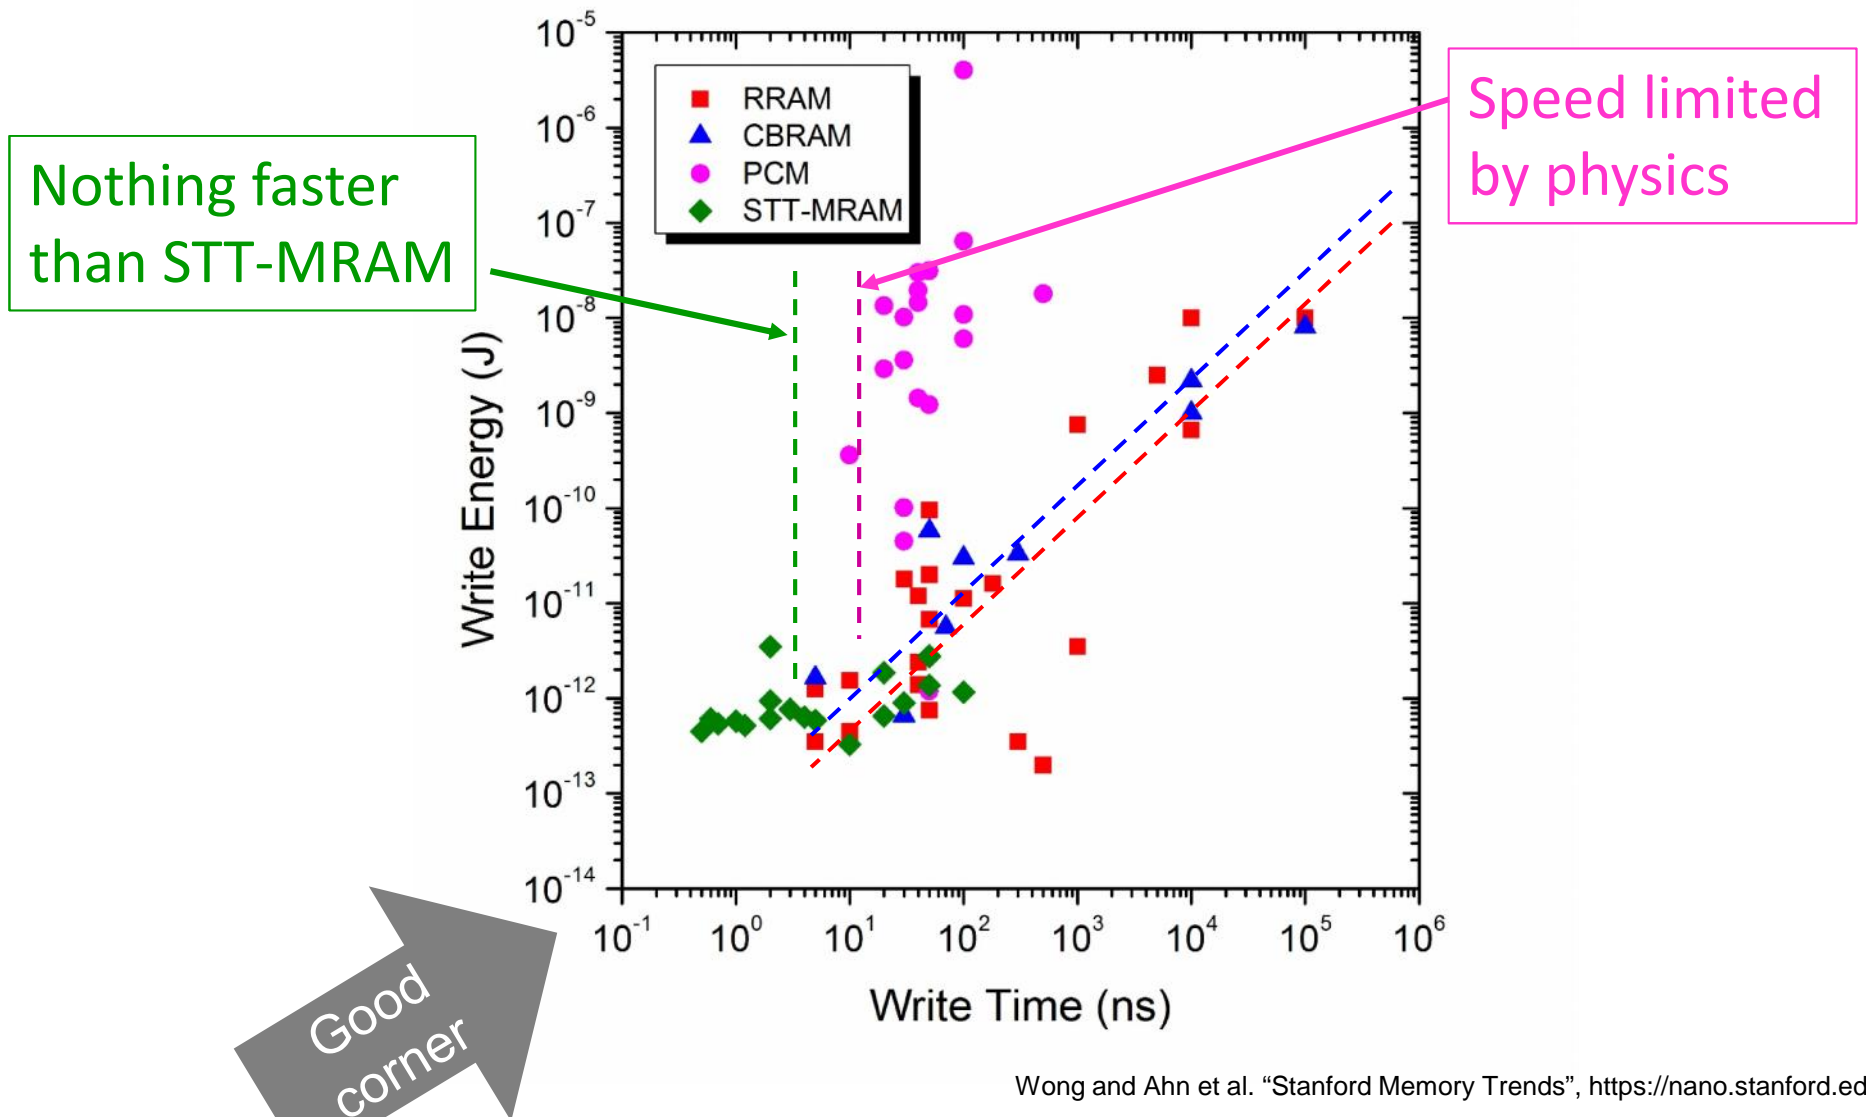 Nothing faster
than STT-MRAM
Speed limited
by physics
RRAM
CBRAM
PCM
STT-MRAM
Write Energy (J)
10⁻⁵
10⁻⁶
10⁻⁷
10⁻⁸
10⁻⁹
10⁻¹⁰
10⁻¹¹
10⁻¹²
10⁻¹³
10⁻¹⁴
10⁻¹ 10⁰ 10¹ 10² 10³ 10⁴ 10⁵ 10⁶
Write Time (ns)
Good
corner
Wong and Ahn et al. “Stanford Memory Trends”, https://nano.stanford.ed